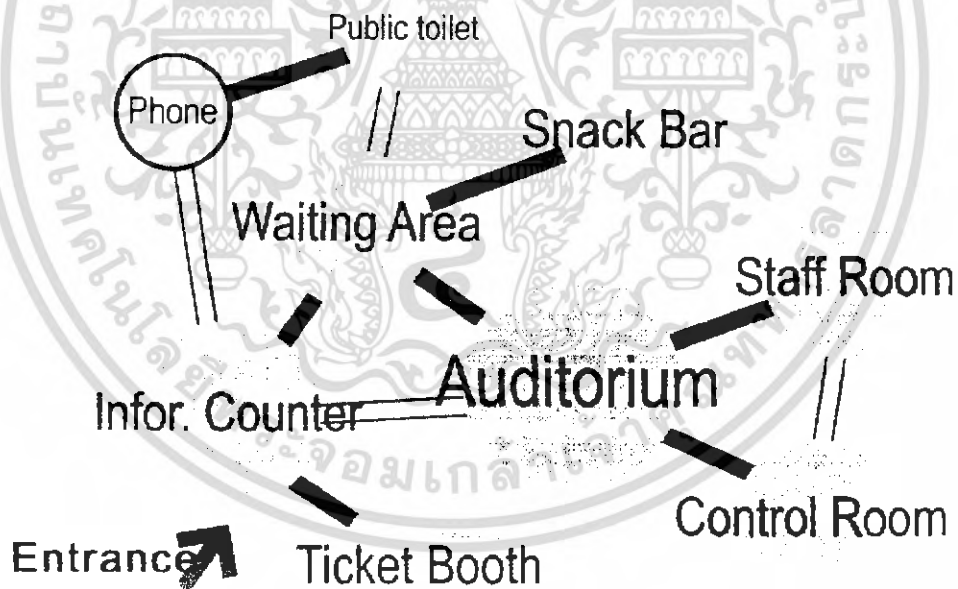 Public toilet
Phone
Snack Bar
Waiting Area
Staff Room
Auditorium
Infor. Counter
Control Room
Entrance
Ticket Booth